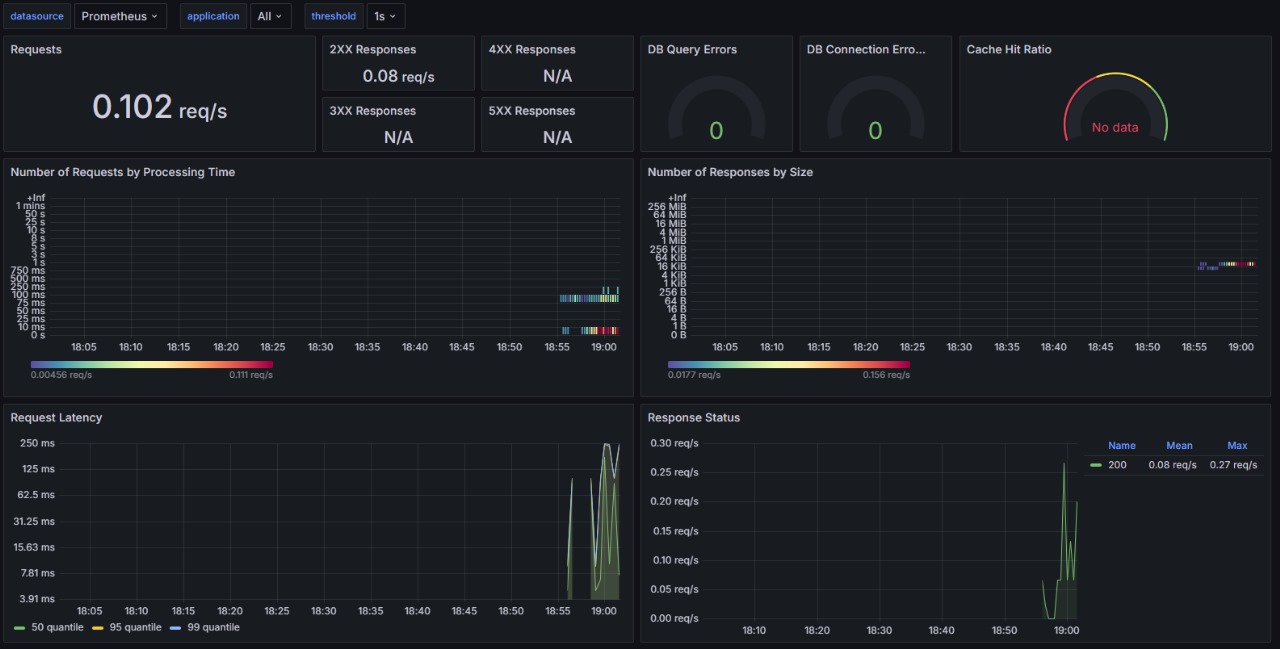 datasource Prometheus application All threshold 1s
Requests
0.102 req/s
2XX Responses
0.08 req/s
4XX Responses
N/A
3XX Responses
N/A
5XX Responses
N/A
DB Query Errors
0
DB Connection Erro...
0
Cache Hit Ratio
No data
Number of Requests by Processing Time
+Inf
1 mins
50 s
25 s
10 s
8 s
5 s
3 s
1 s
750 ms
500 ms
250 ms
100 ms
75 ms
50 ms
25 ms
10 ms
0 s
18:05 18:10 18:15 18:20 18:25 18:30 18:35 18:40 18:45 18:50 18:55 19:00
0.00456 req/s 0.111 req/s
Number of Responses by Size
+Inf
256 MiB
64 MiB
16 MiB
4 MiB
1 MiB
256 KiB
64 KiB
16 KiB
4 KiB
1 KiB
256 B
64 B
16 B
4 B
1 B
0 B
18:05 18:10 18:15 18:20 18:25 18:30 18:35 18:40 18:45 18:50 18:55 19:00
0.0177 req/s 0.156 req/s
Request Latency
250 ms
125 ms
62.5 ms
31.25 ms
15.63 ms
7.81 ms
3.91 ms
18:05 18:10 18:15 18:20 18:25 18:30 18:35 18:40 18:45 18:50 18:55 19:00
50 quantile 95 quantile 99 quantile
Response Status
0.30 req/s
0.25 req/s
0.20 req/s
0.15 req/s
0.10 req/s
0.05 req/s
0.00 req/s
18:10 18:20 18:30 18:40 18:50 19:00
Name Mean Max
200 0.08 req/s 0.27 req/s